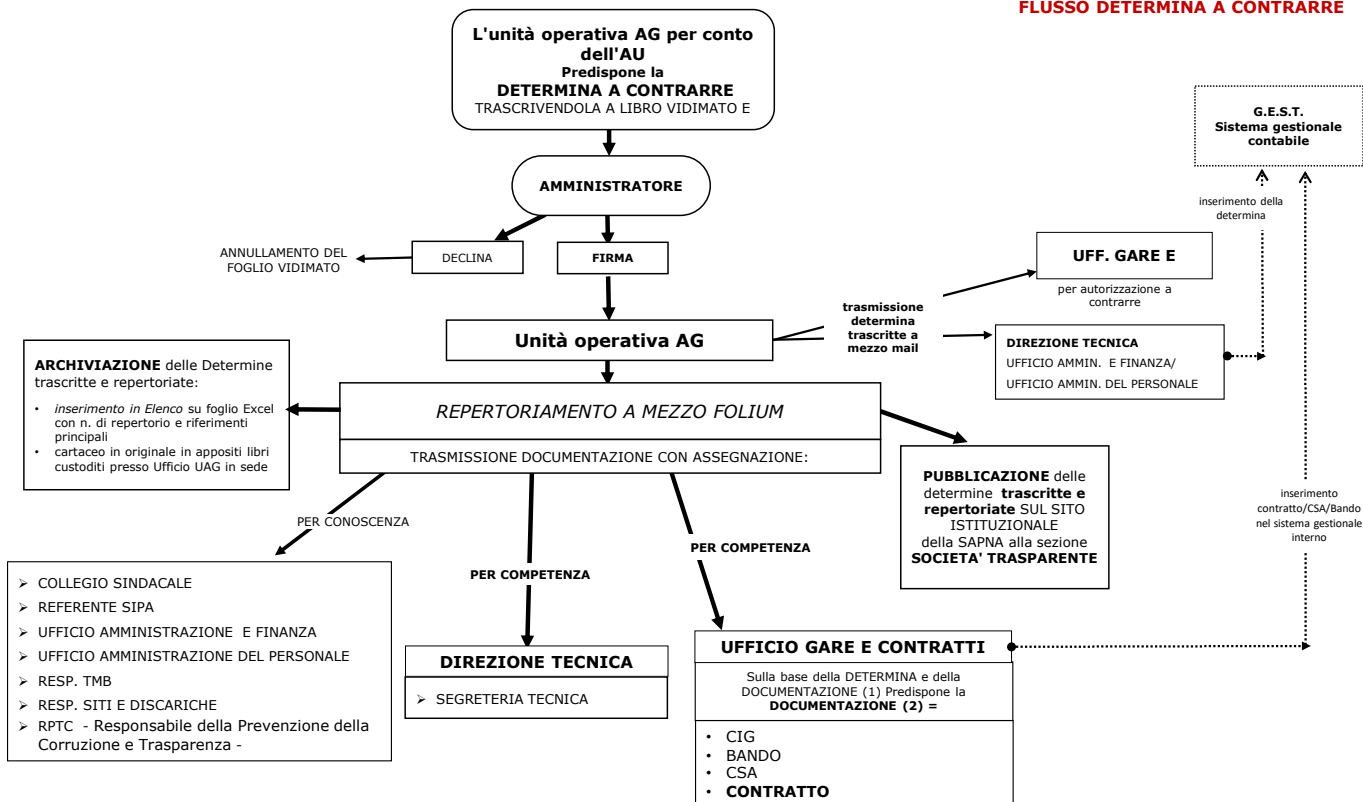 FLUSSO DETERMINA A CONTRARRE
L'unità operativa AG per conto
dell'AU
Predispone la
DETERMINA A CONTRARRE
TRASCRIVENDOLA A LIBRO VIDIMATO E
G.E.S.T.
Sistema gestionale
contabile
AMMINISTRATORE
inserimento della
determina
ANNULLAMENTO DEL
FOGLIO VIDIMATO
DECLINA
FIRMA
UFF. GARE E
per autorizzazione a
contrarre
trasmissione
determina
trascritte a
mezzo mail
Unità operativa AG
DIREZIONE TECNICA
UFFICIO AMMIN. E FINANZA/
UFFICIO AMMIN. DEL PERSONALE
ARCHIVIAZIONE delle Determine
trascritte e repertoriate:
• inserimento in Elenco su foglio Excel
con n. di repertorio e riferimenti
principali
• cartaceo in originale in appositi libri
custoditi presso Ufficio UAG in sede
REPERTORIAMENTO A MEZZO FOLIUM
TRASMISSIONE DOCUMENTAZIONE CON ASSEGNAZIONE:
PUBBLICAZIONE delle
determine trascritte e
repertoriate SUL SITO
ISTITUZIONALE
della SAPNA alla sezione
SOCIETA' TRASPARENTE
inserimento
contratto/CSA/Bando
nel sistema gestionale
interno
PER CONOSCENZA
PER COMPETENZA
PER COMPETENZA
➢ COLLEGIO SINDACALE
➢ REFERENTE SIPA
➢ UFFICIO AMMINISTRAZIONE E FINANZA
➢ UFFICIO AMMINISTRAZIONE DEL PERSONALE
➢ RESP. TMB
➢ RESP. SITI E DISCARICHE
➢ RPTC - Responsabile della Prevenzione della
Corruzione e Trasparenza -
DIREZIONE TECNICA
➢ SEGRETERIA TECNICA
UFFICIO GARE E CONTRATTI
Sulla base della DETERMINA e della
DOCUMENTAZIONE (1) Predispone la
DOCUMENTAZIONE (2) =
• CIG
• BANDO
• CSA
• CONTRATTO